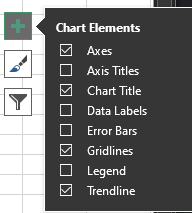 Chart Elements
Axes
Axis Titles
Chart Title
Data Labels
Error Bars
Gridlines
Legend
Trendline